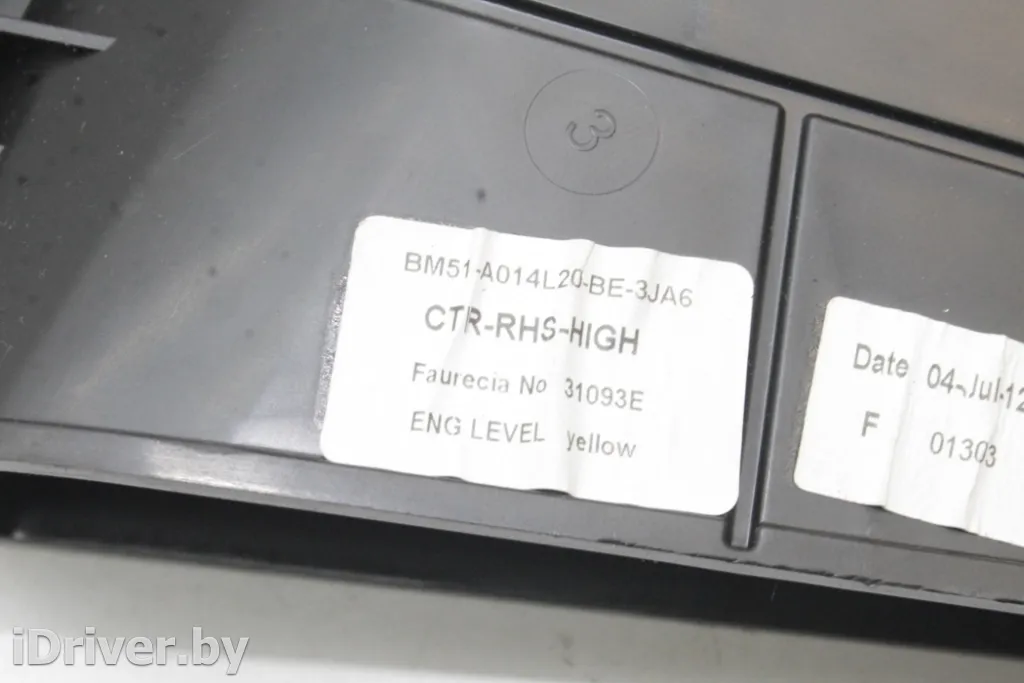 3
BM51-A014L20-BE-3JA6
CTR-RHS-HIGH
Faurecia No 31093E
ENG LEVEL yellow
Date 04-Jul-12
F 01303
iDriver.by